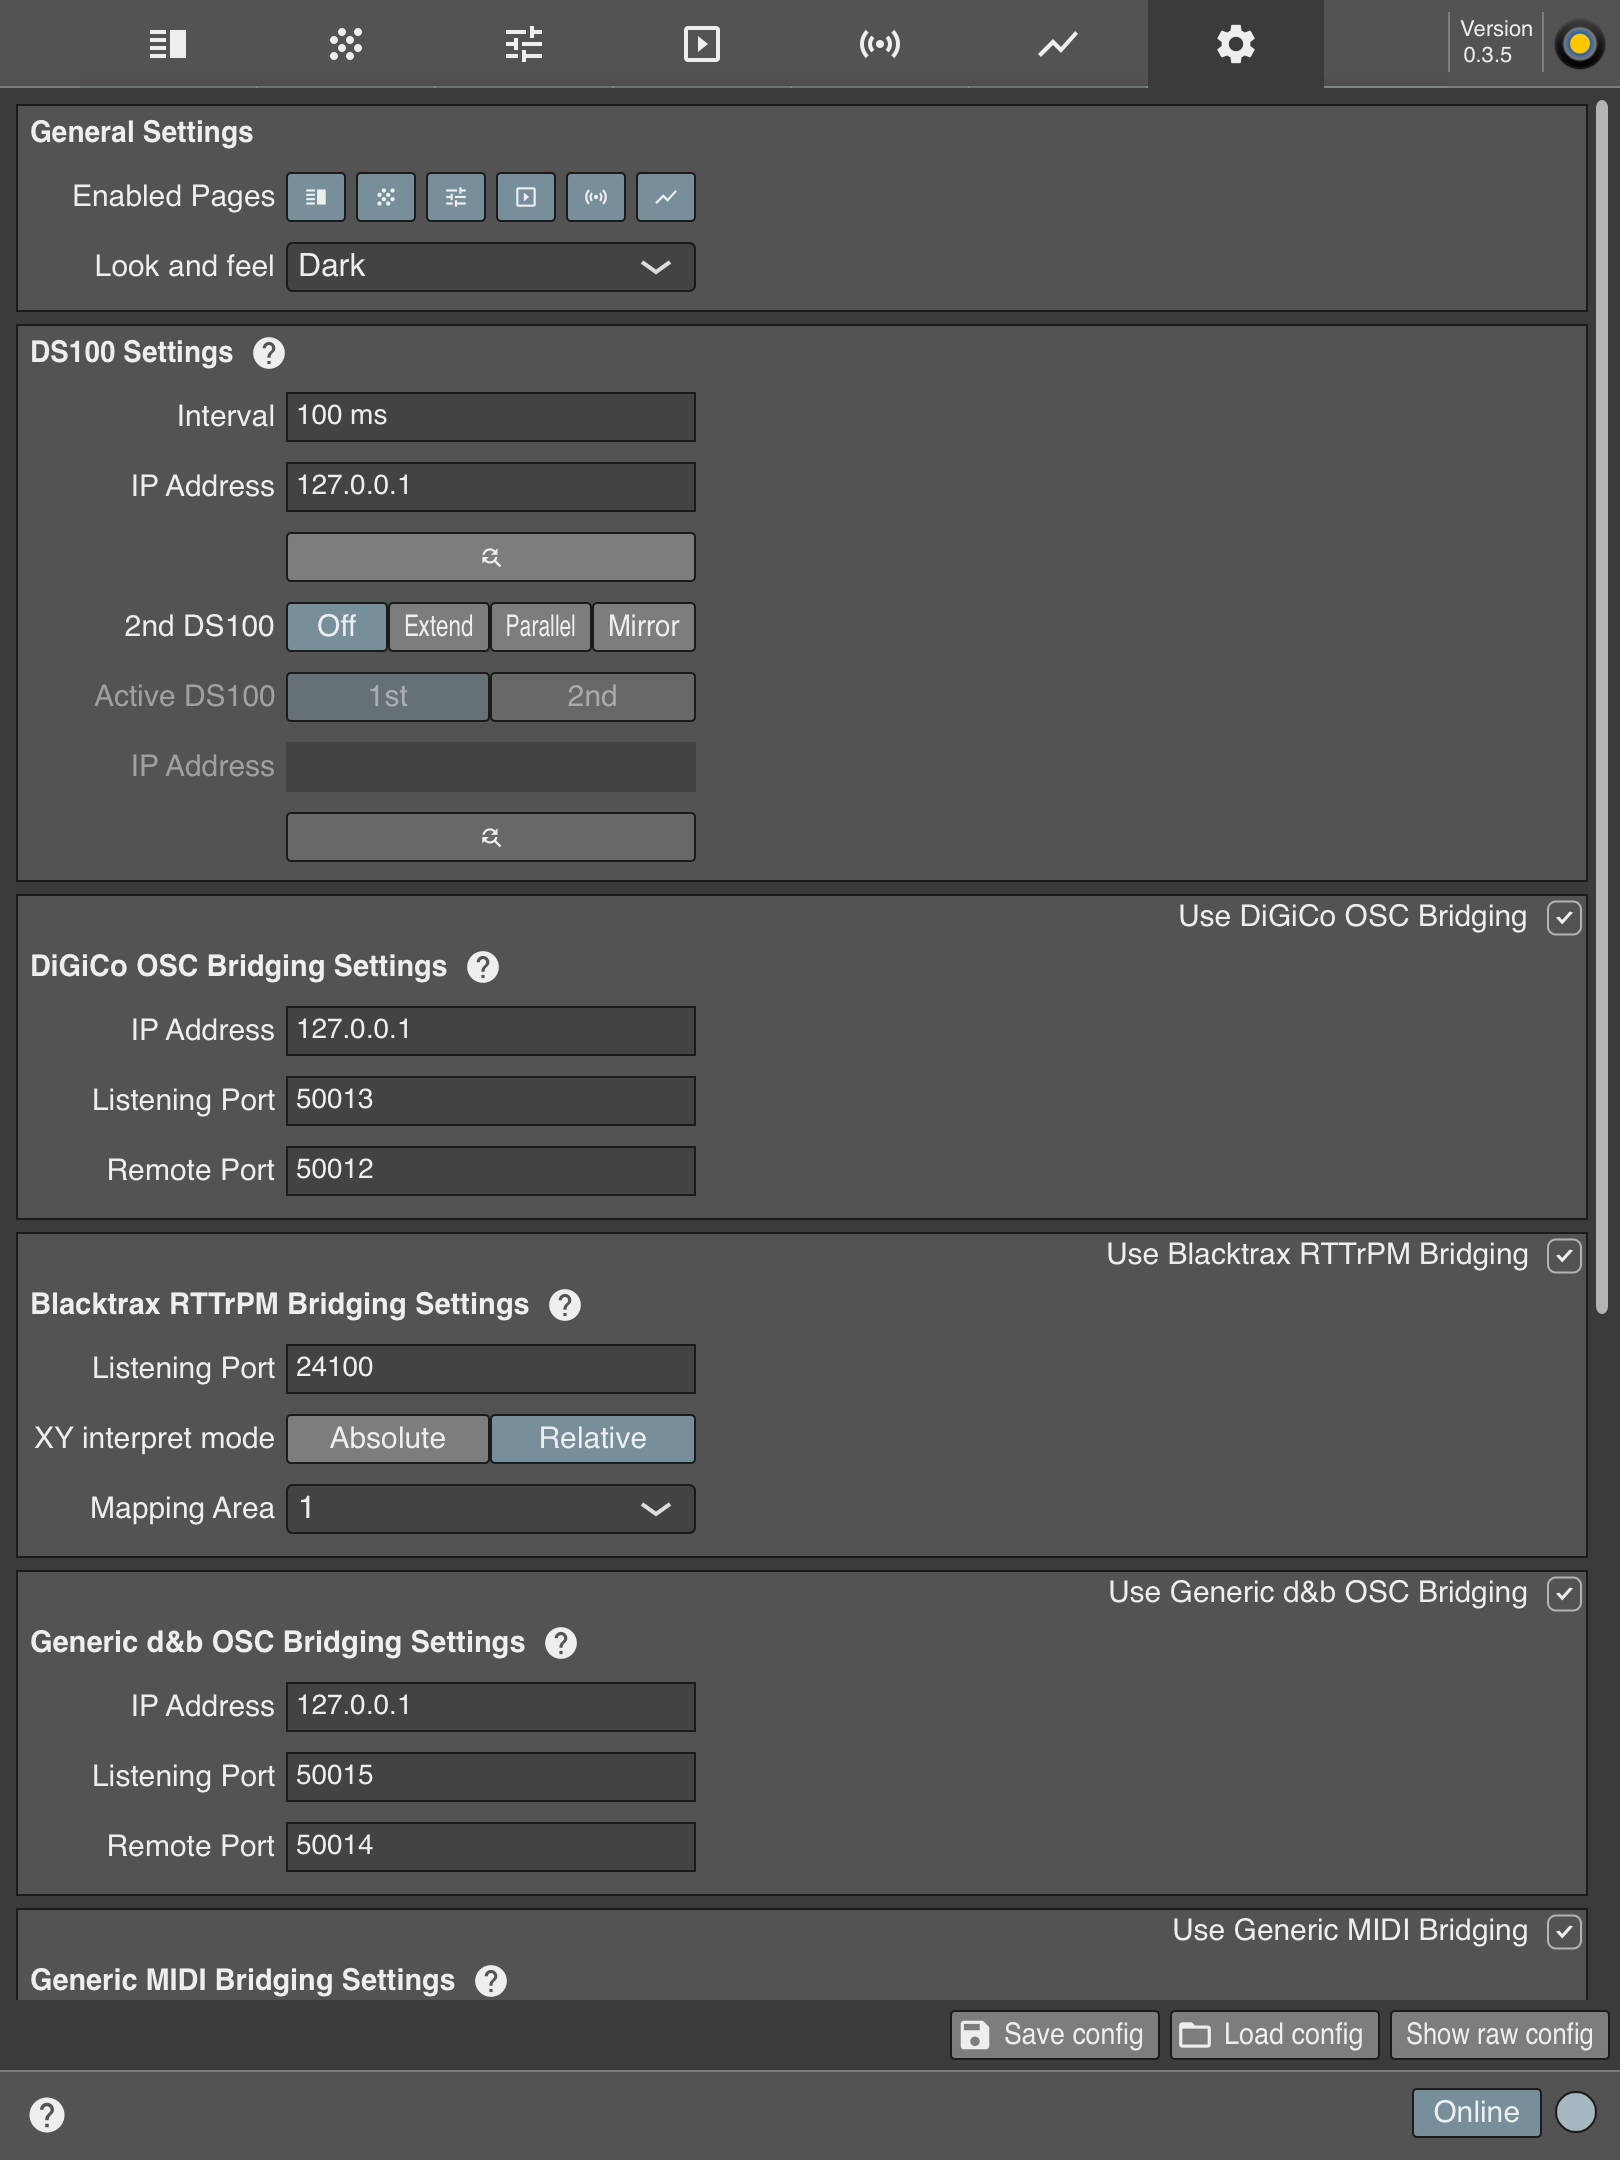 Version
0.3.5
General Settings
Enabled Pages
Look and feel Dark
DS100 Settings ?
Interval 100 ms
IP Address 127.0.0.1
2nd DS100 Off Extend Parallel Mirror
Active DS100 1st 2nd
IP Address
Use DiGiCo OSC Bridging
DiGiCo OSC Bridging Settings ?
IP Address 127.0.0.1
Listening Port 50013
Remote Port 50012
Use Blacktrax RTTrPM Bridging
Blacktrax RTTrPM Bridging Settings ?
Listening Port 24100
XY interpret mode Absolute Relative
Mapping Area 1
Use Generic d&b OSC Bridging
Generic d&b OSC Bridging Settings ?
IP Address 127.0.0.1
Listening Port 50015
Remote Port 50014
Use Generic MIDI Bridging
Generic MIDI Bridging Settings ?
Save config Load config Show raw config
? Online